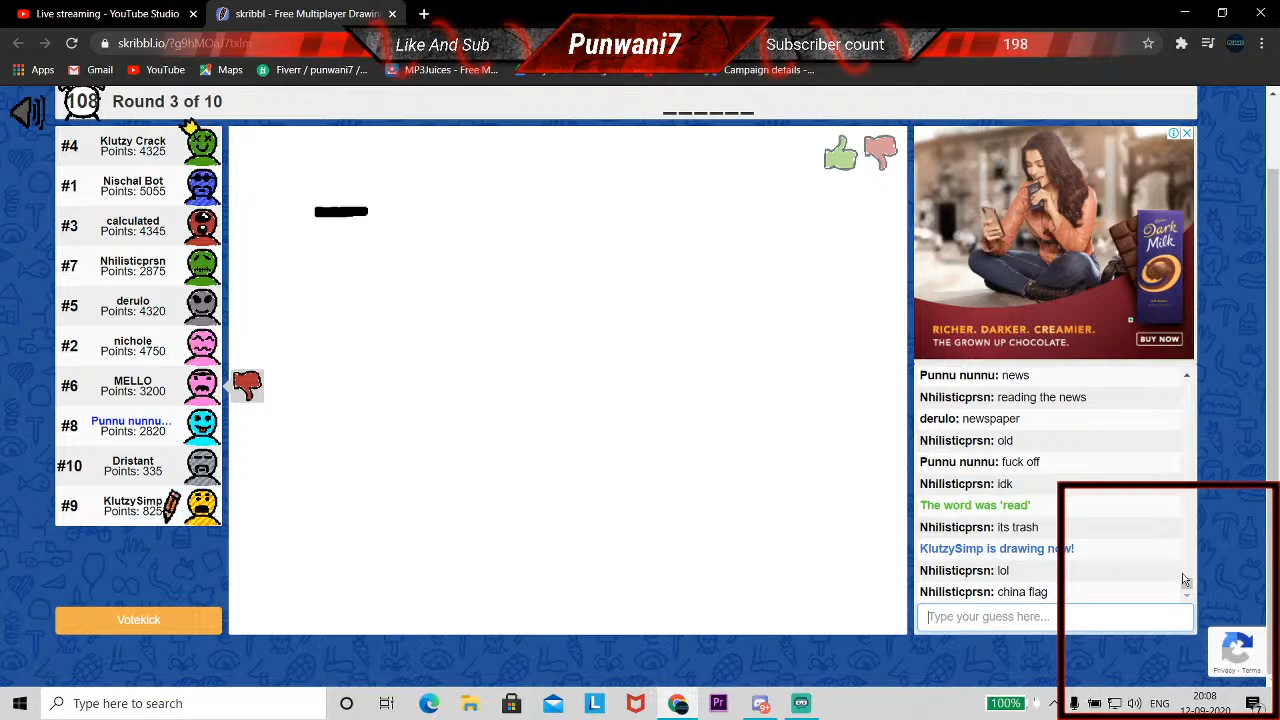 Live streaming - YouTube Studio
skribbl - Free Multiplayer Drawin
skribbl.io/?g9hMOaJ7txlm
Like And Sub
Punwani7
Subscriber count
198
Apps
Gmail
YouTube
Maps
Fiverr / punwani7 /...
MP3Juices - Free M...
Campaign details -...
108
Round 3 of 10
#4
Klutzy Crack
Points: 4325
#1
Nischal Bot
Points: 5055
#3
calculated
Points: 4345
#7
Nhilisticprsn
Points: 2875
#5
derulo
Points: 4320
#2
nichole
Points: 4750
#6
MELLO
Points: 3200
#8
Punnu nunnu...
Points: 2820
#10
Dristant
Points: 335
#9
KlutzySimp
Points: 825
Votekick
Dark
Milk
RICHER. DARKER. CREAMIER.
THE GROWN UP CHOCOLATE.
BUY NOW
Punnu nunnu: news
Nhilisticprsn: reading the news
derulo: newspaper
Nhilisticprsn: old
Punnu nunnu: fuck off
Nhilisticprsn: idk
The word was 'read'
Nhilisticprsn: its trash
KlutzySimp is drawing now!
Nhilisticprsn: lol
Nhilisticprsn: china flag
Type your guess here...
Privacy - Terms
Type here to search
100%
ENG
20:08
12-09-2020